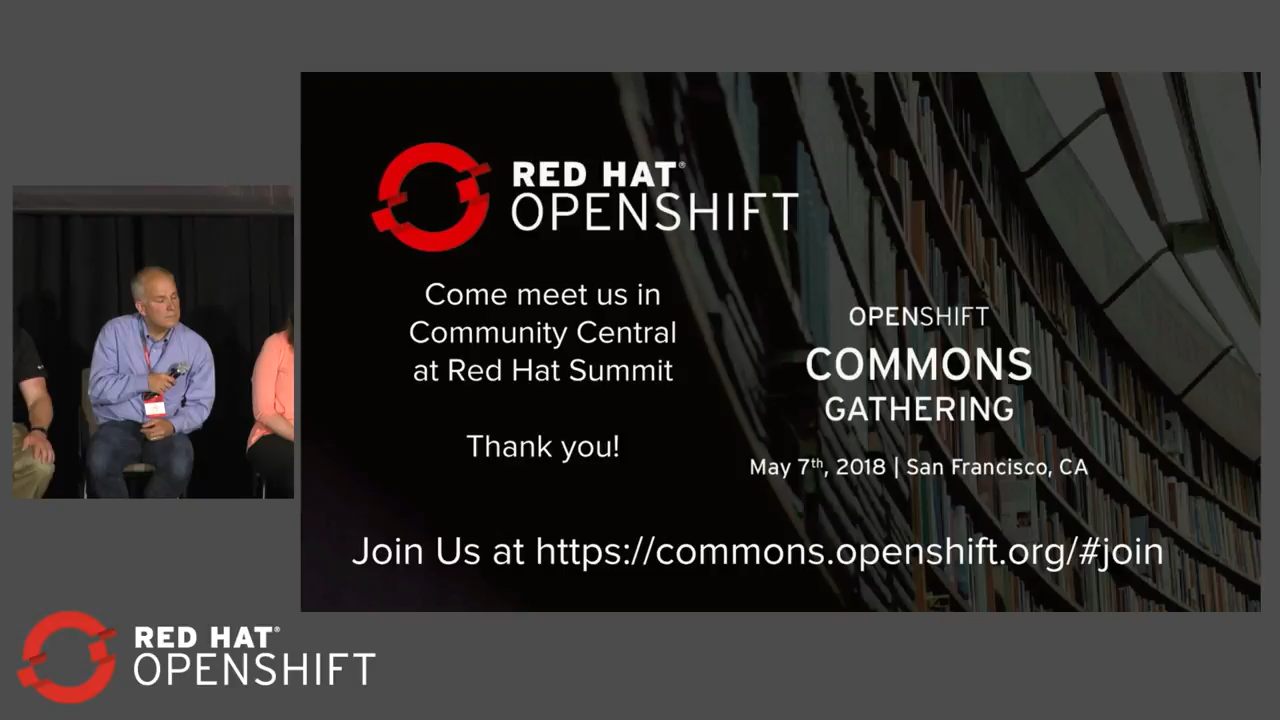 RED HAT®
OPENSHIFT
Come meet us in
Community Central
at Red Hat Summit
Thank you!
OPENSHIFT
COMMONS
GATHERING
May 7th, 2018 | San Francisco, CA
Join Us at https://commons.openshift.org/#join
RED HAT®
OPENSHIFT